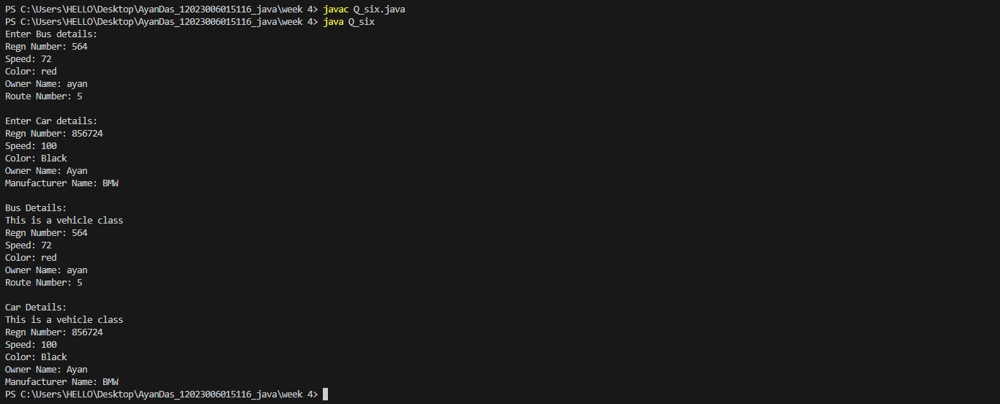 PS C:\Users\HELLO\Desktop\AyanDas_12023006015116_java\week 4> javac Q_six.java
PS C:\Users\HELLO\Desktop\AyanDas_12023006015116_java\week 4> java Q_six
Enter Bus details:
Regn Number: 564
Speed: 72
Color: red
Owner Name: ayan
Route Number: 5
Enter Car details:
Regn Number: 856724
Speed: 100
Color: Black
Owner Name: Ayan
Manufacturer Name: BMW
Bus Details:
This is a vehicle class
Regn Number: 564
Speed: 72
Color: red
Owner Name: ayan
Route Number: 5
Car Details:
This is a vehicle class
Regn Number: 856724
Speed: 100
Color: Black
Owner Name: Ayan
Manufacturer Name: BMW
PS C:\Users\HELLO\Desktop\AyanDas_12023006015116_java\week 4>